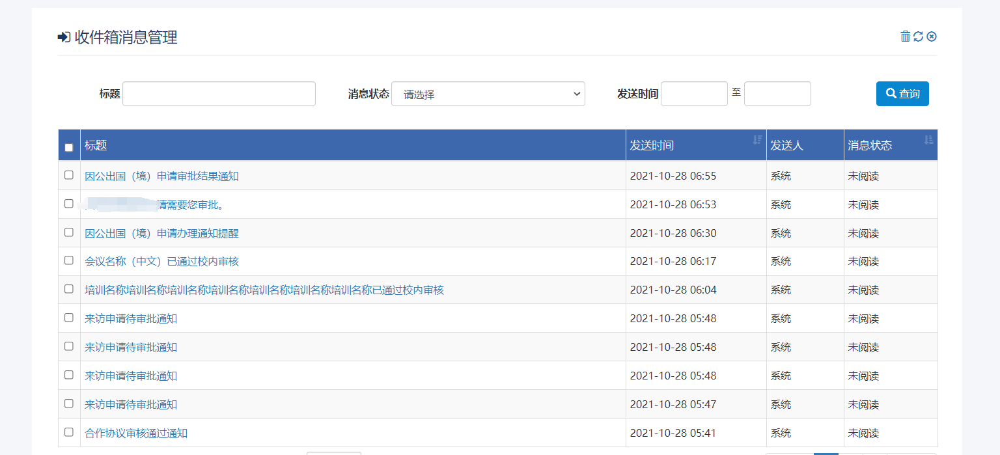 收件箱消息管理
标题 消息状态 请选择 发送时间 至 查询
标题 发送时间 发送人 消息状态
因公出国（境）申请审批结果通知 2021-10-28 06:55 系统 未阅读
请需要您审批。 2021-10-28 06:53 系统 未阅读
因公出国（境）申请办理通知提醒 2021-10-28 06:30 系统 未阅读
会议名称（中文）已通过校内审核 2021-10-28 06:17 系统 未阅读
培训名称培训名称培训名称培训名称培训名称培训名称培训名称已通过校内审核 2021-10-28 06:04 系统 未阅读
来访申请待审批通知 2021-10-28 05:48 系统 未阅读
来访申请待审批通知 2021-10-28 05:48 系统 未阅读
来访申请待审批通知 2021-10-28 05:48 系统 未阅读
来访申请待审批通知 2021-10-28 05:47 系统 未阅读
合作协议审核通过通知 2021-10-28 05:41 系统 未阅读